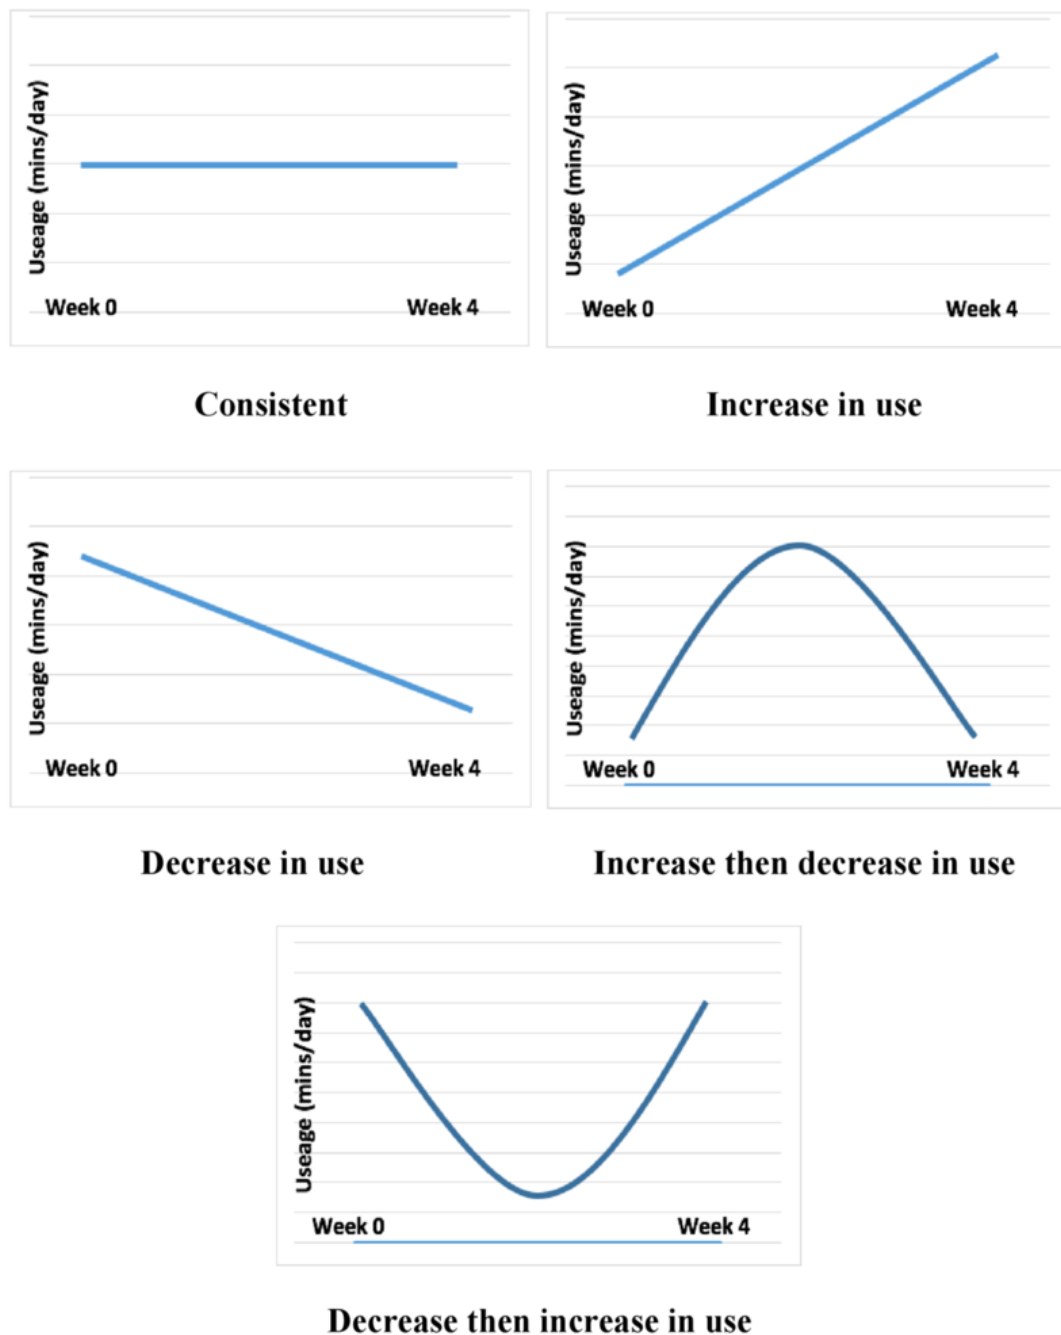 Useage (mins/day)
Week 0
Week 4
Consistent
Useage (mins/day)
Week 0
Week 4
Increase in use
Useage (mins/day)
Week 0
Week 4
Decrease in use
Useage (mins/day)
Week 0
Week 4
Increase then decrease in use
Useage (mins/day)
Week 0
Week 4
Decrease then increase in use